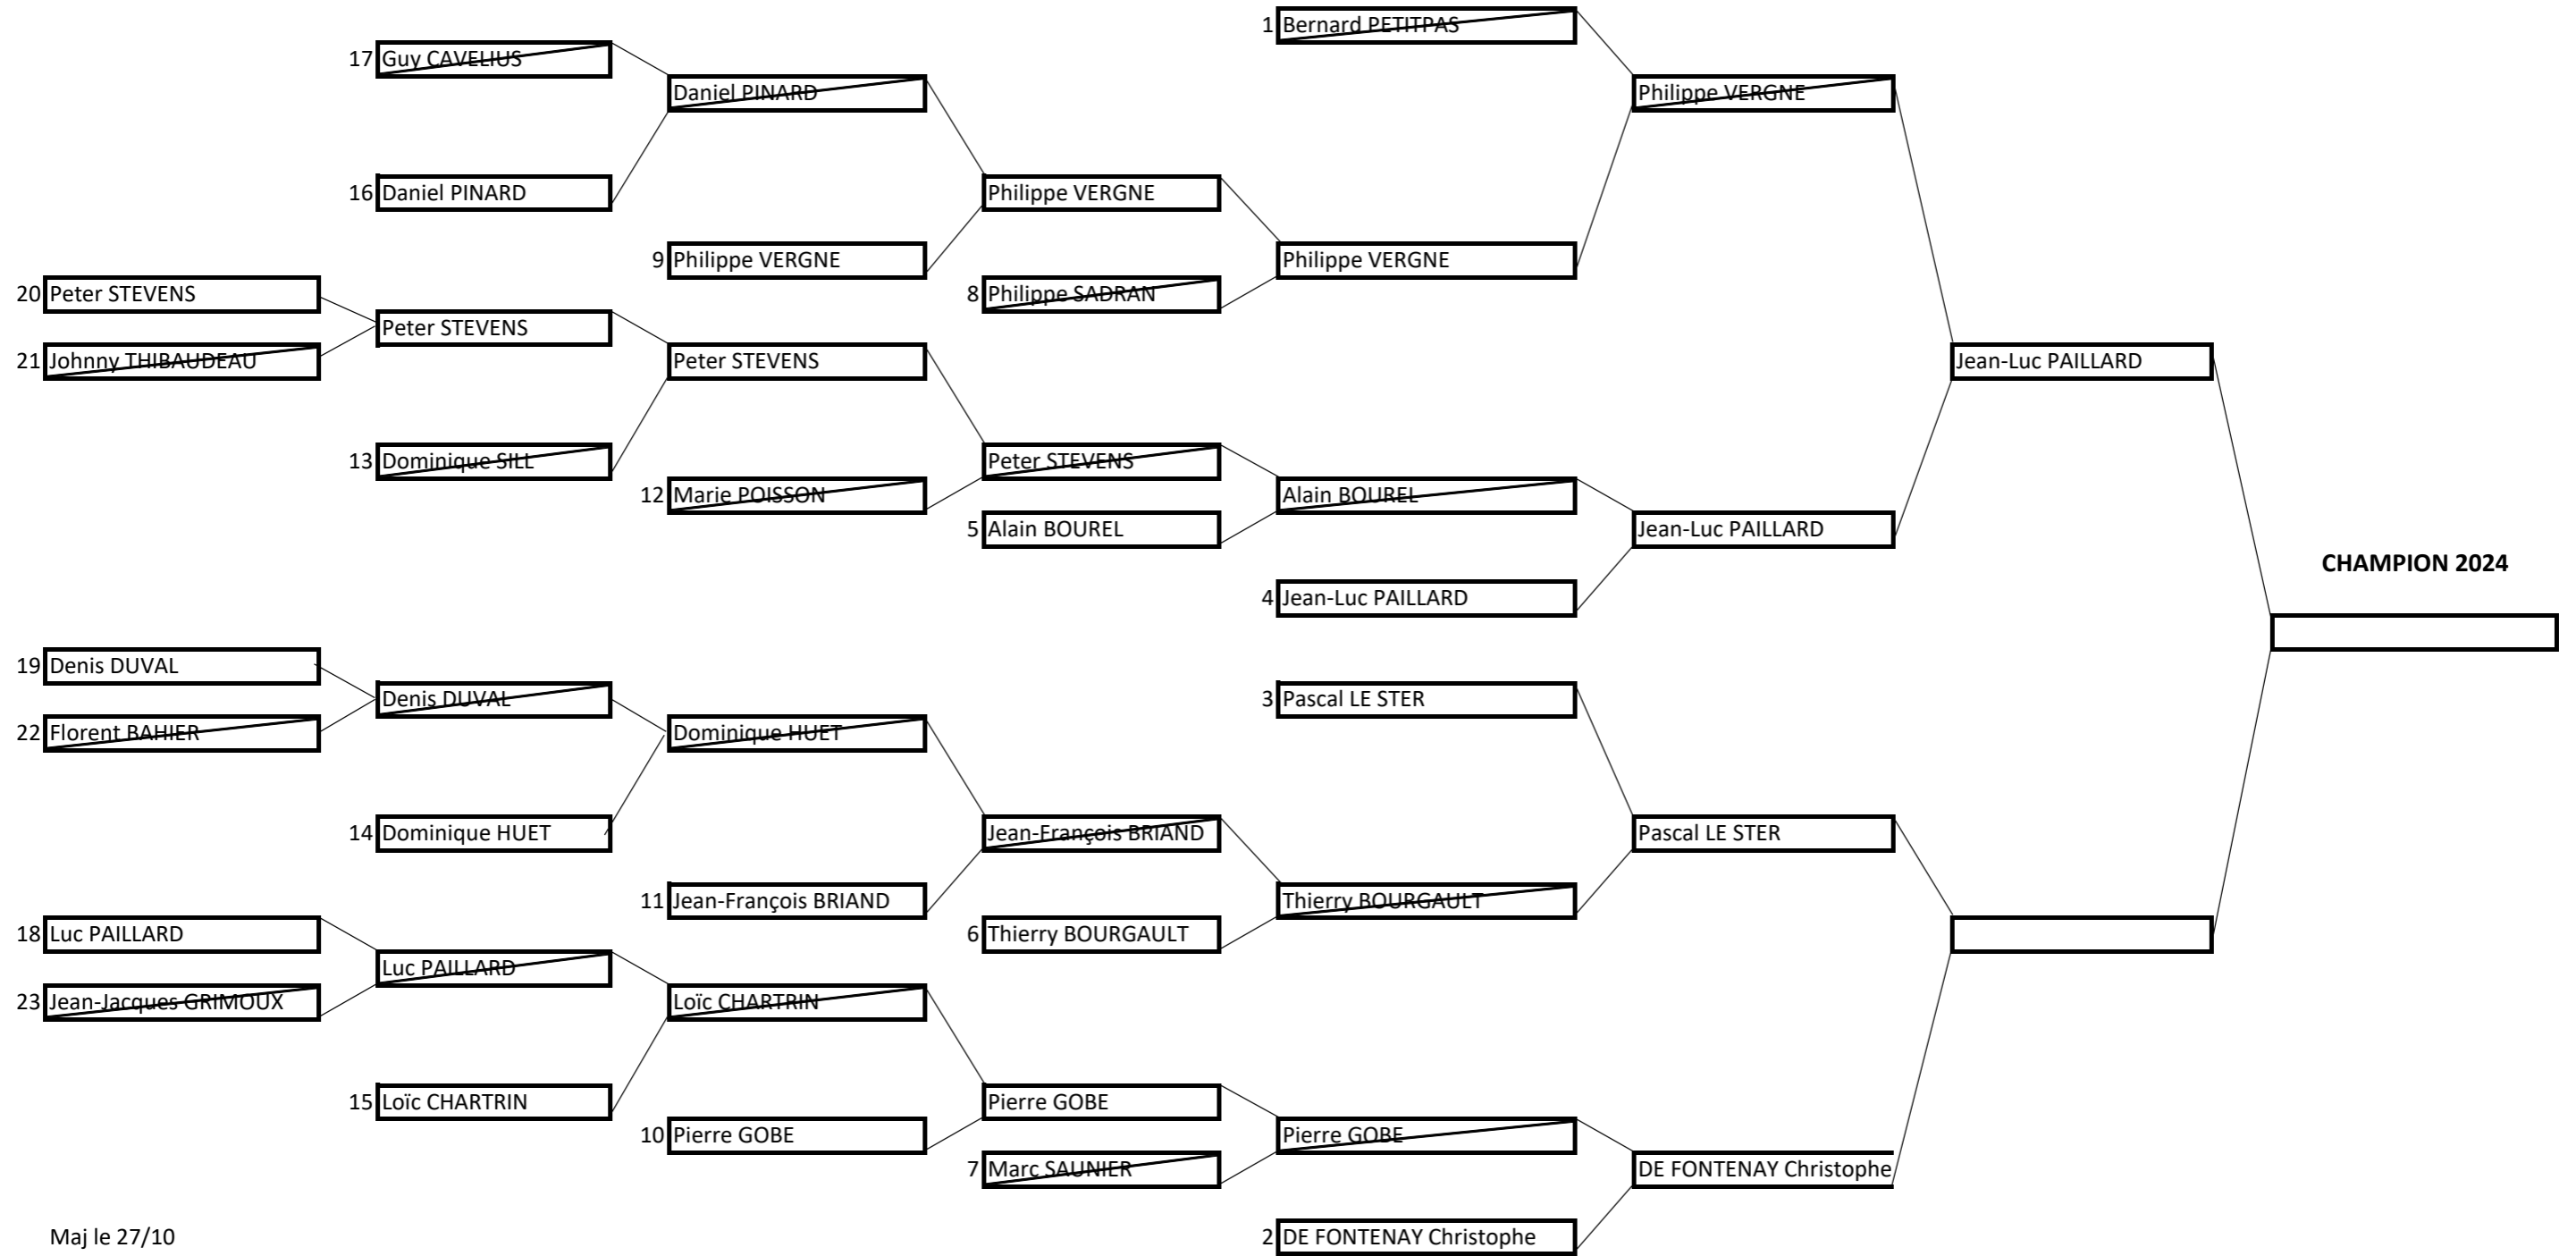 1 Bernard PETITPAS
17 Guy CAVELIUS
Daniel PINARD
Philippe VERGNE
16 Daniel PINARD
Philippe VERGNE
9 Philippe VERGNE
Philippe VERGNE
20 Peter STEVENS
8 Philippe SADRAN
Peter STEVENS
21 Johnny THIBAUDEAU
Peter STEVENS
Jean-Luc PAILLARD
13 Dominique SILL
Peter STEVENS
12 Marie POISSON
Alain BOUREL
5 Alain BOUREL
Jean-Luc PAILLARD
CHAMPION 2024
4 Jean-Luc PAILLARD
19 Denis DUVAL
Denis DUVAL
3 Pascal LE STER
22 Florent BAHIER
Dominique HUET
14 Dominique HUET
Jean-François BRIAND
Pascal LE STER
11 Jean-François BRIAND
Thierry BOURGAULT
18 Luc PAILLARD
6 Thierry BOURGAULT
Luc PAILLARD
23 Jean-Jacques GRIMOUX
Loïc CHARTRIN
15 Loïc CHARTRIN
Pierre GOBE
10 Pierre GOBE
Pierre GOBE
7 Marc SAUNIER
DE FONTENAY Christophe
Maj le 27/10
2 DE FONTENAY Christophe